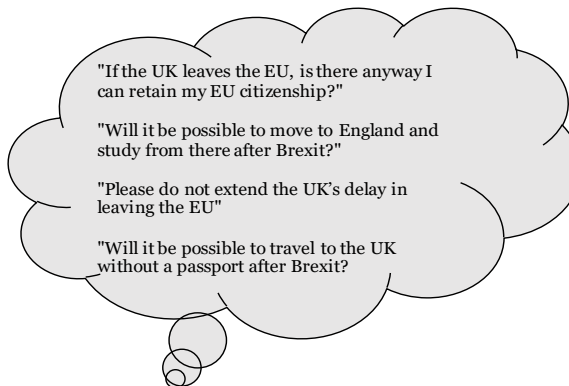 "If the UK leaves the EU, is there anyway I
can retain my EU citizenship?"
"Will it be possible to move to England and
study from there after Brexit?"
"Please do not extend the UK's delay in
leaving the EU"
"Will it be possible to travel to the UK
without a passport after Brexit?